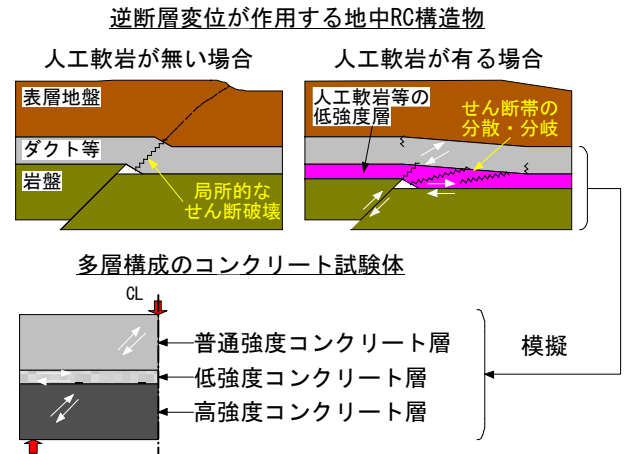 逆断層変位が作用する地中RC構造物
人工軟岩が無い場合
人工軟岩が有る場合
表層地盤
ダクト等
岩盤
局所的な
せん断破壊
人工軟岩等の
低強度層
せん断帯の
分散・分岐
多層構成のコンクリート試験体
CL
普通強度コンクリート層
低強度コンクリート層
高強度コンクリート層
模擬